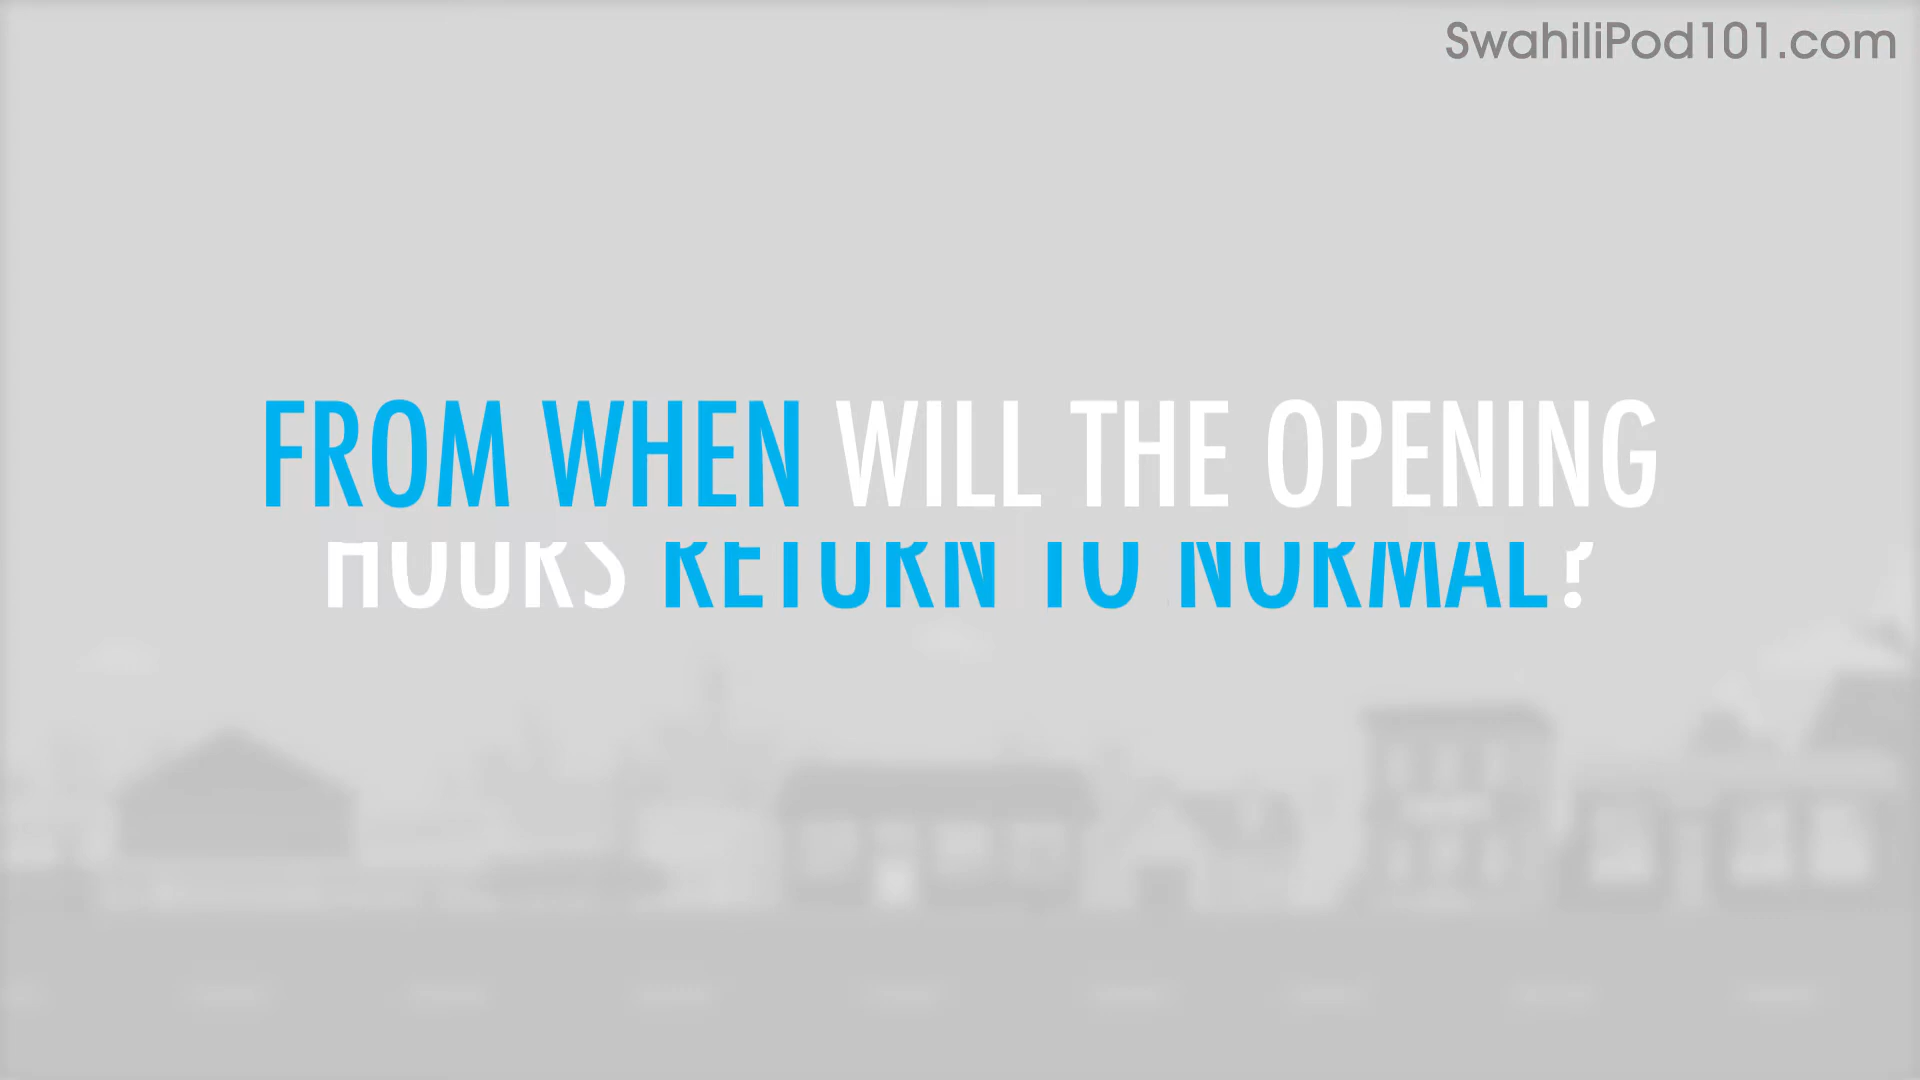 SwahiliPod101.com
FROM WHEN WILL THE OPENING
HOURS RETURN TO NORMAL?